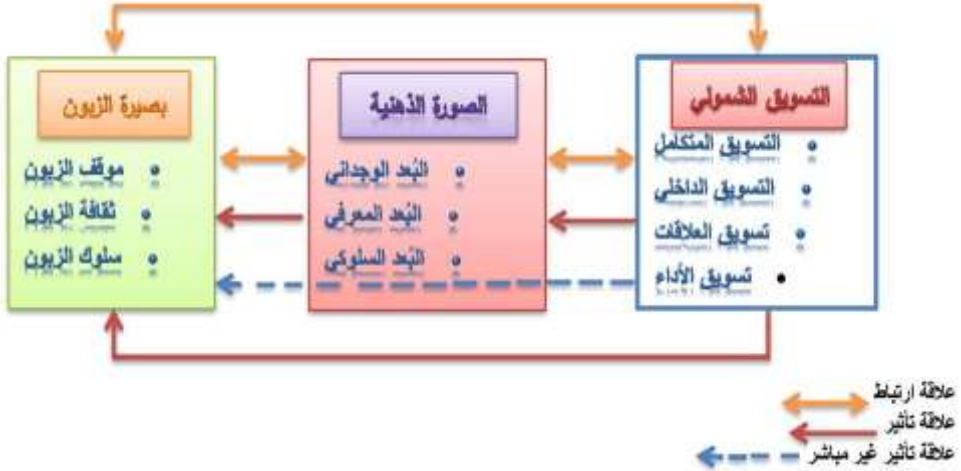 التسويق الشمولي
التسويق المتكامل
التسويق الداخلي
تسويق العلاقات
تسويق الأداء
الصورة الذهنية
البُعد الوجداني
البُعد المعرفي
البُعد السلوكي
بصيرة الزبون
موقف الزبون
ثقافة الزبون
سلوك الزبون
علاقة ارتباط
علاقة تأثير
علاقة تأثير غير مباشر